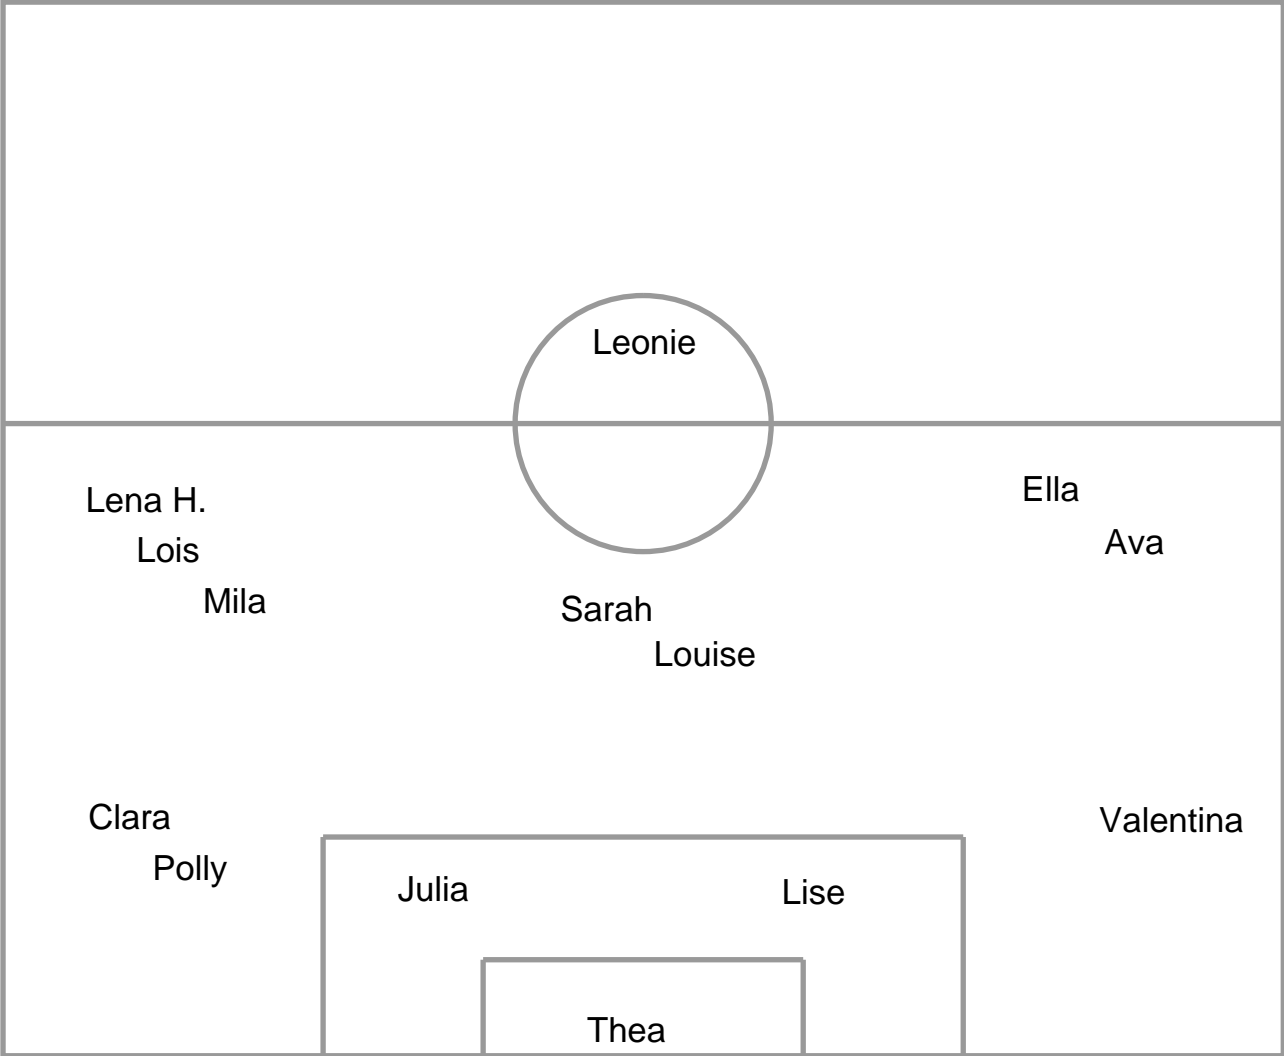 Leonie
Lena H.
Lois
Mila
Ella
Ava
Sarah
Louise
Clara
Polly
Valentina
Julia
Lise
Thea